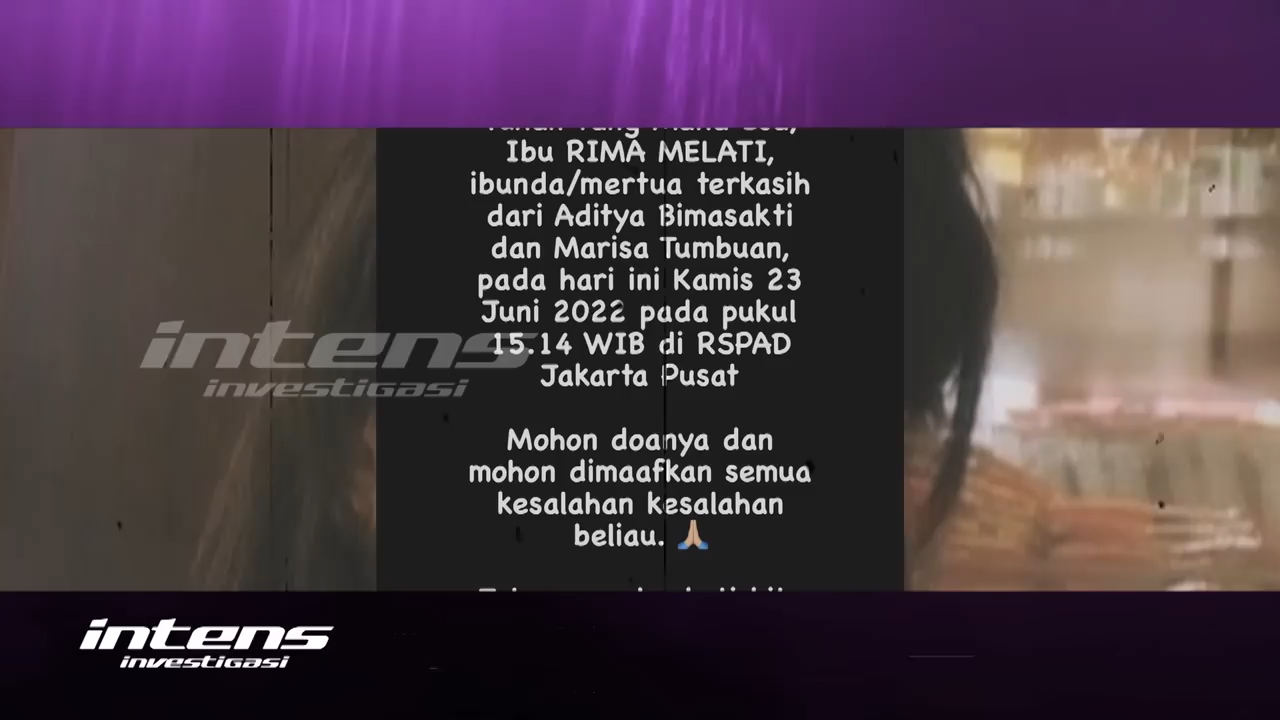 Ibu RIMA MELATI,
ibunda/mertua terkasih
dari Aditya Bimasakti
dan Marisa Tumbuan,
pada hari ini Kamis 23
Juni 2022 pada pukul
15.14 WIB di RSPAD
Jakarta Pusat
Mohon doanya dan
mohon dimaafkan semua
kesalahan kesalahan
beliau. 🙏
intens
investigasi
intens
investigasi